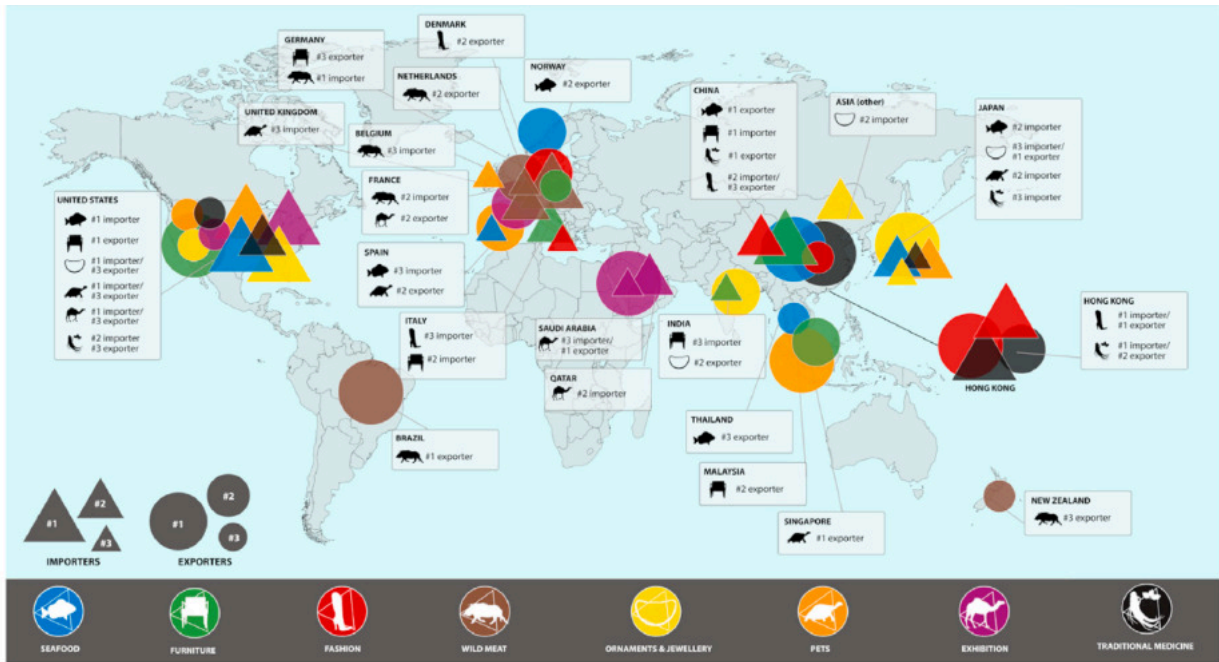 DENMARK
#2 exporter
GERMANY
#3 exporter
#1 importer
NETHERLANDS
#2 exporter
NORWAY
#2 exporter
UNITED KINGDOM
#3 importer
BELGIUM
#3 importer
FRANCE
#2 importer
#2 exporter
SPAIN
#3 importer
#2 exporter
CHINA
#1 exporter
#1 importer
#1 exporter
#2 importer/
#3 exporter
ASIA (other)
#2 importer
JAPAN
#2 importer
#3 importer/
#1 exporter
#2 importer
#3 importer
UNITED STATES
#1 importer
#1 exporter
#1 importer/
#3 exporter
#1 importer/
#3 exporter
#1 importer/
#3 exporter
#2 importer
#3 exporter
ITALY
#3 importer
#2 importer
SAUDI ARABIA
#3 importer/
#1 exporter
QATAR
#2 importer
INDIA
#3 importer
#2 exporter
HONG KONG
#1 importer/
#1 exporter
#1 importer/
#2 exporter
HONG KONG
BRAZIL
#1 exporter
THAILAND
#3 exporter
MALAYSIA
#2 exporter
SINGAPORE
#1 exporter
NEW ZEALAND
#3 exporter
#1
#2
#3
IMPORTERS
#1
#2
#3
EXPORTERS
SEAFOOD
FURNITURE
FASHION
WILD MEAT
ORNAMENTS & JEWELLERY
PETS
EXHIBITION
TRADITIONAL MEDICINE